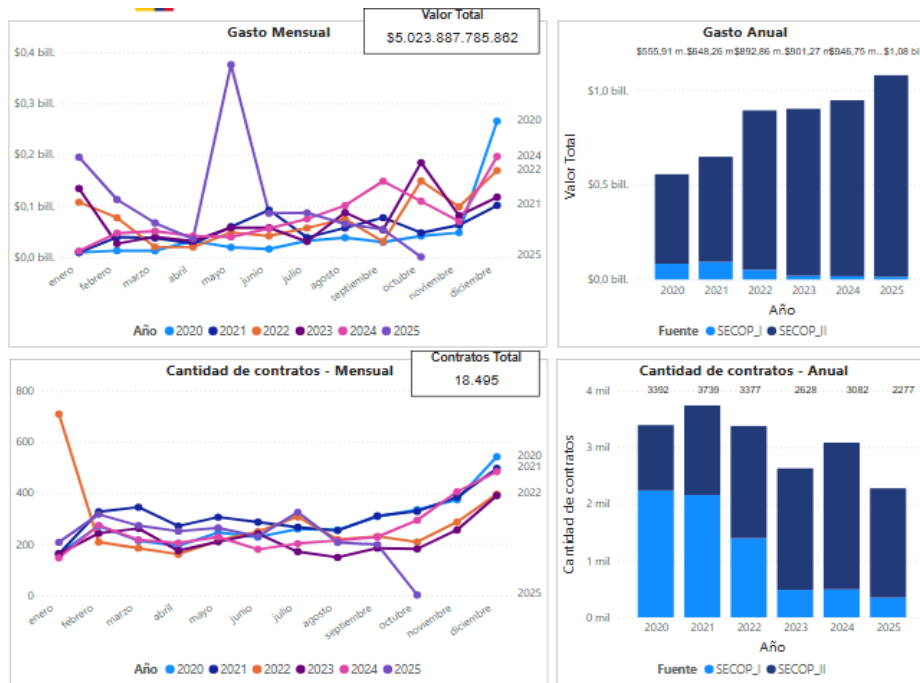 Valor Total
$5.023.887.785.862
Gasto Mensual
$0,4 bill.
$0,3 bill.
$0,2 bill.
$0,1 bill.
$0,0 bill.
2020
2024
2022
2021
2025
enero
febrero
marzo
abril
mayo
junio
julio
agosto
septiembre
octubre
noviembre
diciembre
Año 2020 2021 2022 2023 2024 2025
Gasto Anual
$555,91 m... $648,26 m... $892,86 m... $901,27 m... $946,75 m... $1,08 bil
Valor Total
$1,0 bill.
$0,5 bill.
$0,0 bill.
2020 2021 2022 2023 2024 2025
Año
Fuente SECOP_I SECOP_II
Contratos Total
18.495
Cantidad de contratos - Mensual
800
600
400
200
0
2020
2021
2022
2025
enero
febrero
marzo
abril
mayo
junio
julio
agosto
septiembre
octubre
noviembre
diciembre
Año 2020 2021 2022 2023 2024 2025
Cantidad de contratos - Anual
3392 3739 3377 2628 3082 2277
Cantidad de contratos
4 mil
3 mil
2 mil
1 mil
0 mil
2020 2021 2022 2023 2024 2025
Año
Fuente SECOP_I SECOP_II